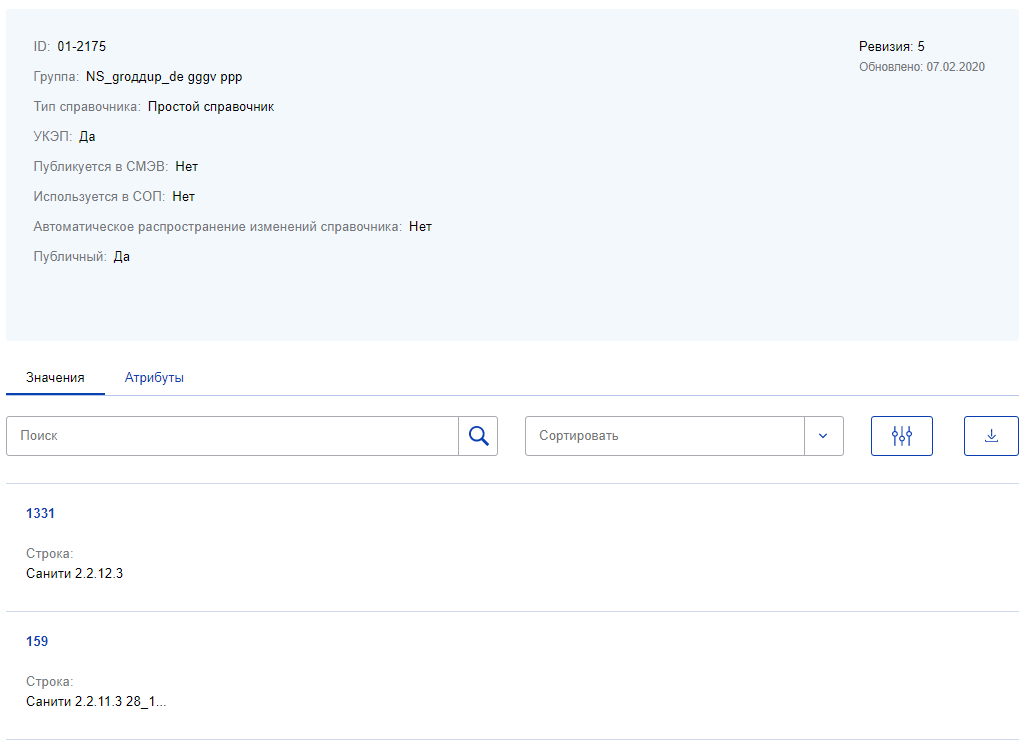 ID: 01-2175
Ревизия: 5
Группа: NS_groддup_de gggv ppp
Обновлено: 07.02.2020
Тип справочника: Простой справочник
УКЭП: Да
Публикуется в СМЭВ: Нет
Используется в СОП: Нет
Автоматическое распространение изменений справочника: Нет
Публичный: Да
Значения Атрибуты
Поиск Сортировать
1331
Строка:
Санити 2.2.12.3
159
Строка:
Санити 2.2.11.3 28_1...